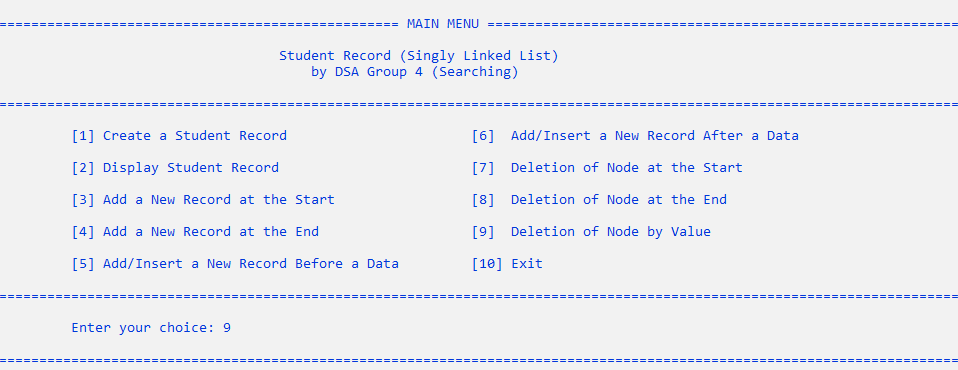 ================================================== MAIN MENU ===========================================================
Student Record (Singly Linked List)
by DSA Group 4 (Searching)
========================================================================================================================
[1] Create a Student Record [6] Add/Insert a New Record After a Data
[2] Display Student Record [7] Deletion of Node at the Start
[3] Add a New Record at the Start [8] Deletion of Node at the End
[4] Add a New Record at the End [9] Deletion of Node by Value
[5] Add/Insert a New Record Before a Data [10] Exit
========================================================================================================================
Enter your choice: 9
========================================================================================================================